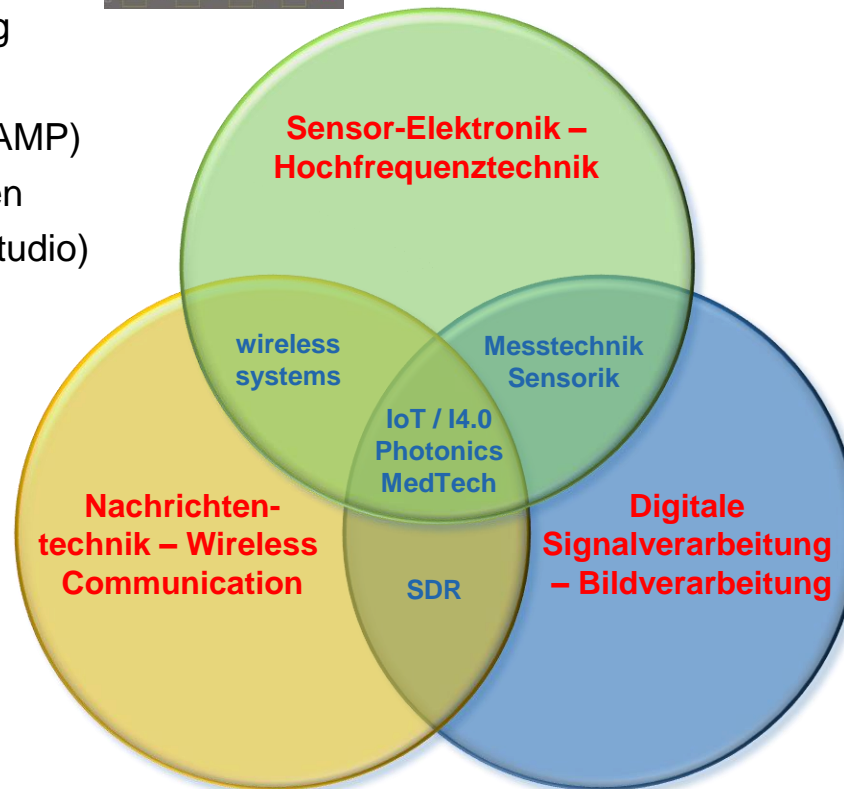 g
AMP)
en
tudio)
Sensor-Elektronik –
Hochfrequenztechnik
wireless
systems
Messtechnik
Sensorik
IoT / I4.0
Photonics
MedTech
Nachrichten-
technik – Wireless
Communication
Digitale
Signalverarbeitung
– Bildverarbeitung
SDR